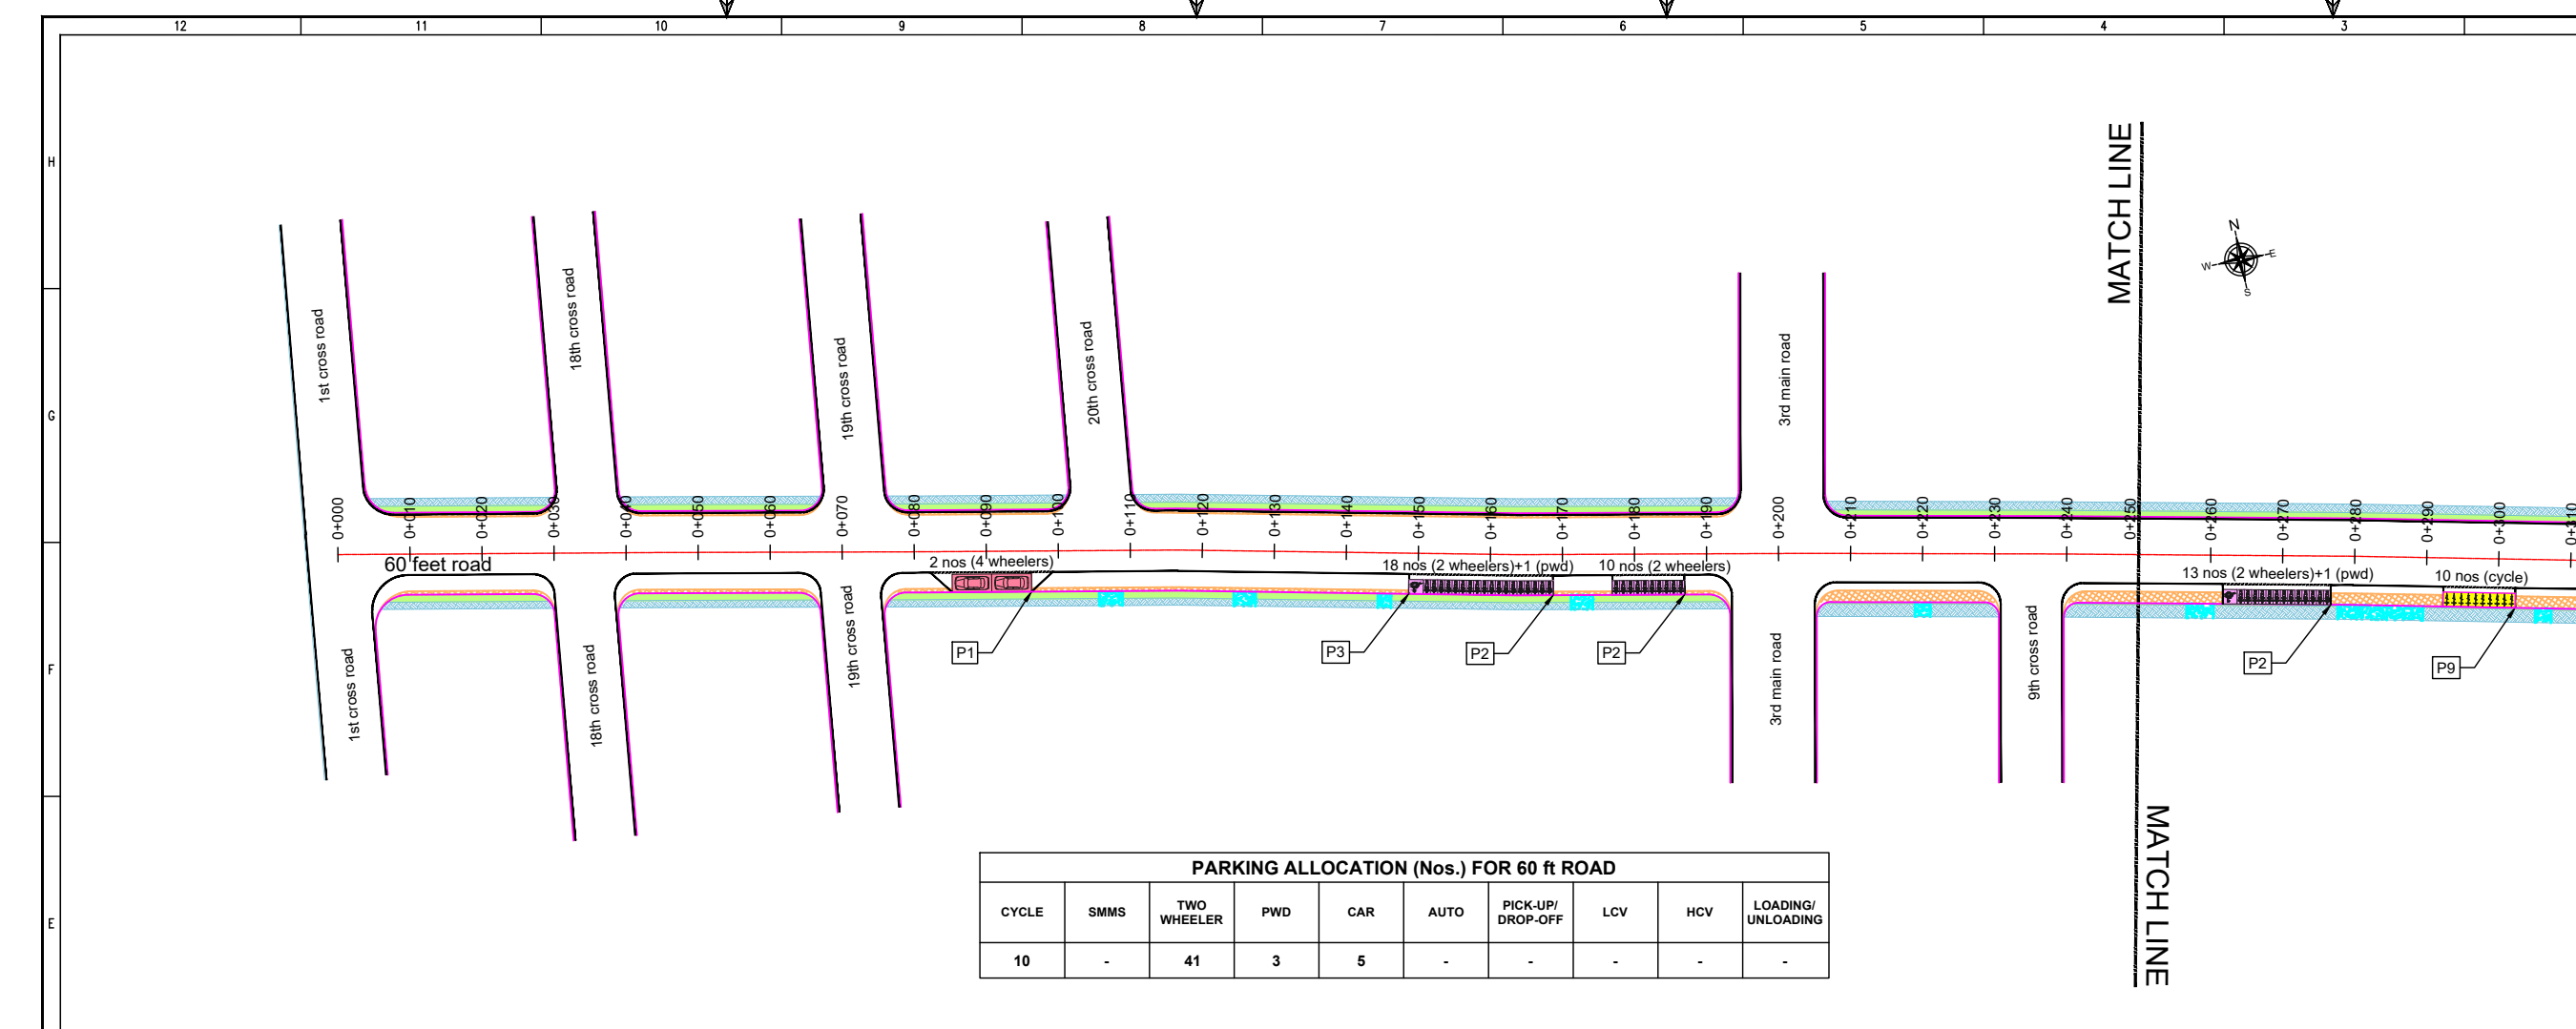 12 11 10 9 8 7 6 5 4 3
H
G
F
E
MATCH LINE
N
E
S
W
1st cross road
18th cross road
19th cross road
20th cross road
3rd main road
0+000 0+010 0+020 0+030 0+040 0+050 0+060 0+070 0+080 0+090 0+100 0+110 0+120 0+130 0+140 0+150 0+160 0+170 0+180 0+190 0+200 0+210 0+220 0+230 0+240 0+250 0+260 0+270 0+280 0+290 0+300 0+310
60 feet road
2 nos (4 wheelers)
18 nos (2 wheelers)+1 (pwd)
10 nos (2 wheelers)
13 nos (2 wheelers)+1 (pwd)
10 nos (cycle)
P1
P3
P2
P2
P2
P9
1st cross road
18th cross road
19th cross road
3rd main road
9th cross road
MATCH LINE
PARKING ALLOCATION (Nos.) FOR 60 ft ROAD
CYCLE SMMS TWO WHEELER PWD CAR AUTO PICK-UP/ DROP-OFF LCV HCV LOADING/ UNLOADING
10 - 41 3 5 - - - - -